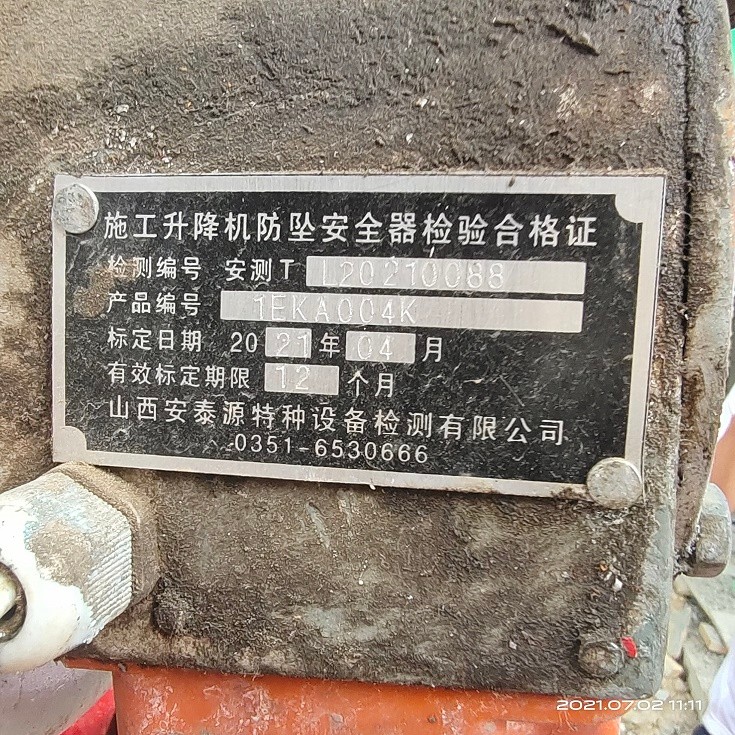 施工升降机防坠安全器检验合格证
检测编号 安测T L20210088
产品编号 1EKA004K
标定日期 2021年04月
有效标定期限 12 个月
山西安泰源特种设备检测有限公司
0351-6530666
2021.07.02 11:11